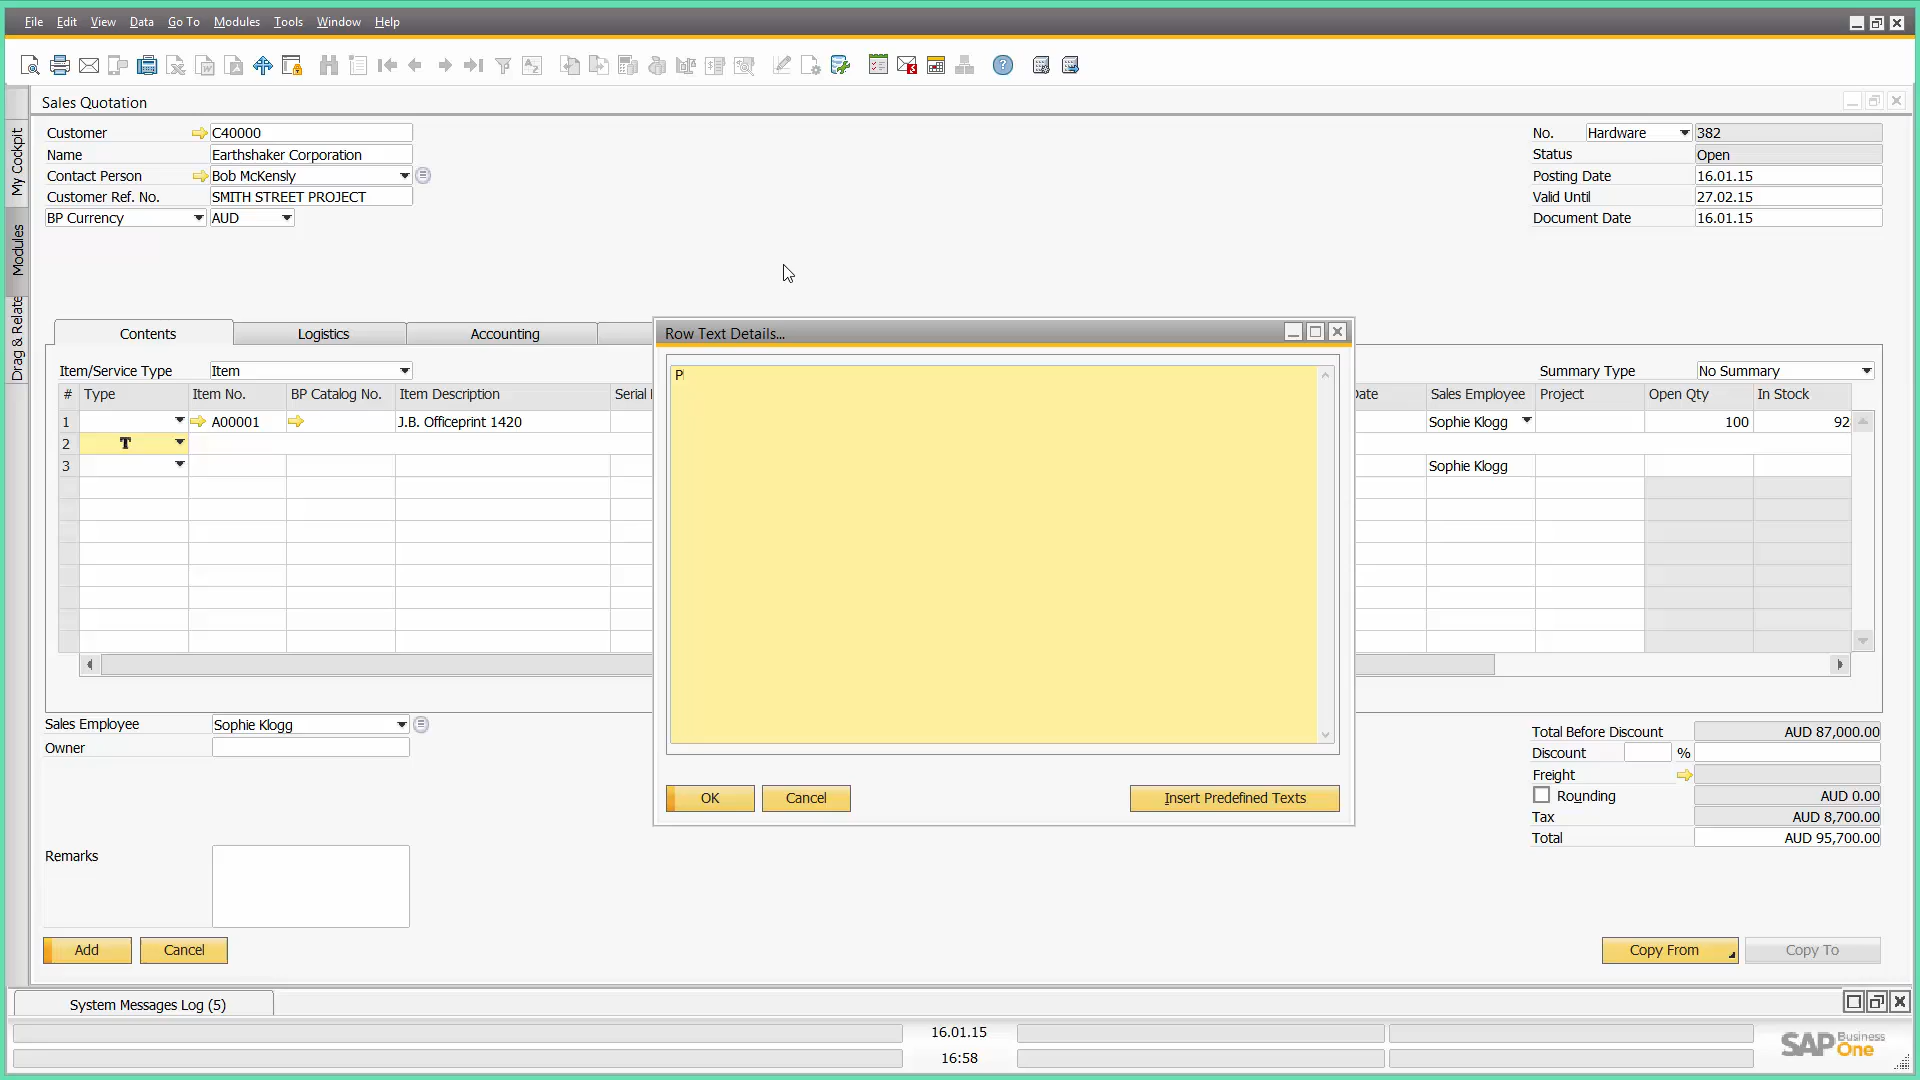 File Edit View Data Go To Modules Tools Window Help
Sales Quotation
My Cockpit
Modules
Drag & Relate
Customer C40000
Name Earthshaker Corporation
Contact Person Bob McKensly
Customer Ref. No. SMITH STREET PROJECT
BP Currency AUD
No. Hardware 382
Status Open
Posting Date 16.01.15
Valid Until 27.02.15
Document Date 16.01.15
Contents Logistics Accounting
Item/Service Type Item
Summary Type No Summary
# Type Item No. BP Catalog No. Item Description Serial Date Sales Employee Project Open Qty In Stock
1 A00001 J.B. Officeprint 1420 Sophie Klogg 100 92
2 T
3 Sophie Klogg
Row Text Details...
P
OK Cancel Insert Predefined Texts
Sales Employee Sophie Klogg
Owner
Remarks
Total Before Discount AUD 87,000.00
Discount %
Freight
Rounding AUD 0.00
Tax AUD 8,700.00
Total AUD 95,700.00
Add Cancel Copy From Copy To
System Messages Log (5)
16.01.15
16:58
SAP Business One